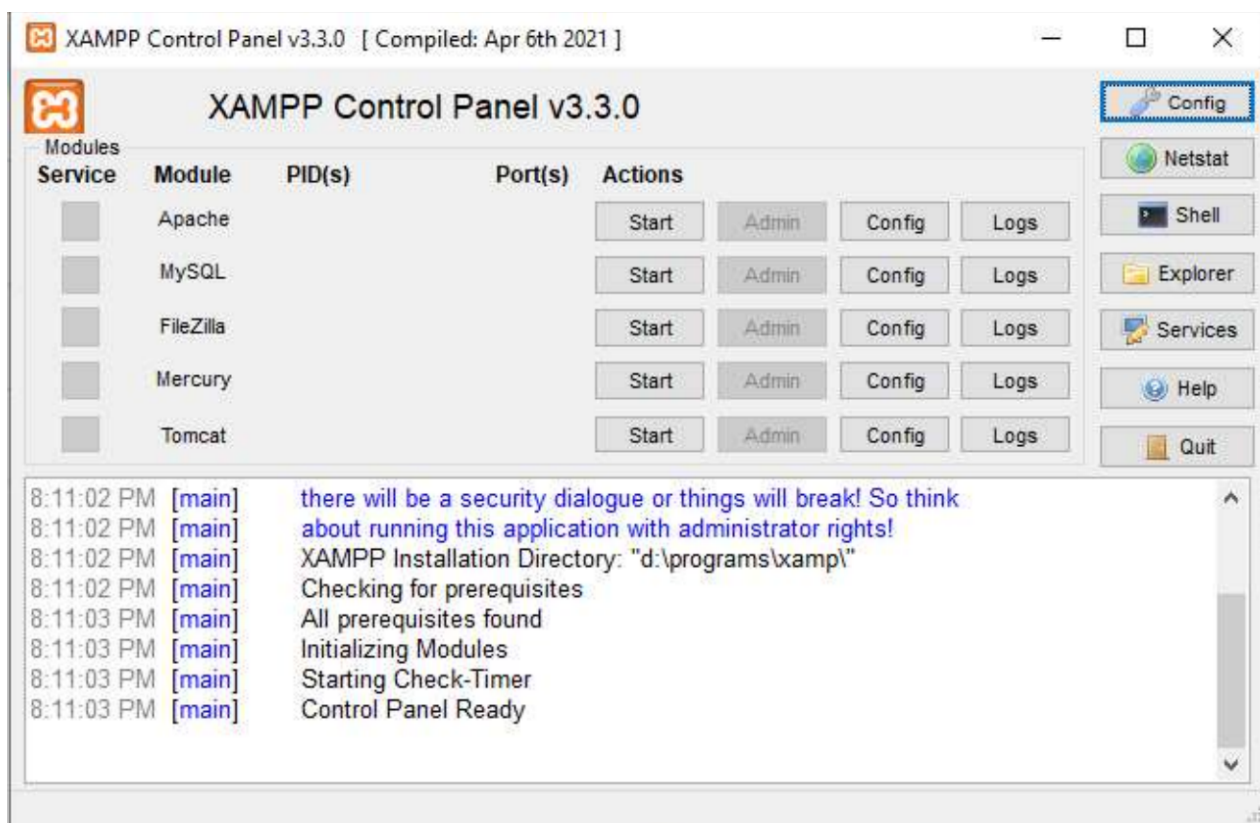 XAMPP Control Panel v3.3.0 [ Compiled: Apr 6th 2021 ]
XAMPP Control Panel v3.3.0
Config
Modules
Service Module PID(s) Port(s) Actions
Netstat
Apache Start Admin Config Logs
Shell
MySQL Start Admin Config Logs
Explorer
FileZilla Start Admin Config Logs
Services
Mercury Start Admin Config Logs
Help
Tomcat Start Admin Config Logs
Quit
8:11:02 PM [main] there will be a security dialogue or things will break! So think
8:11:02 PM [main] about running this application with administrator rights!
8:11:02 PM [main] XAMPP Installation Directory: "d:\programs\xamp\"
8:11:02 PM [main] Checking for prerequisites
8:11:03 PM [main] All prerequisites found
8:11:03 PM [main] Initializing Modules
8:11:03 PM [main] Starting Check-Timer
8:11:03 PM [main] Control Panel Ready